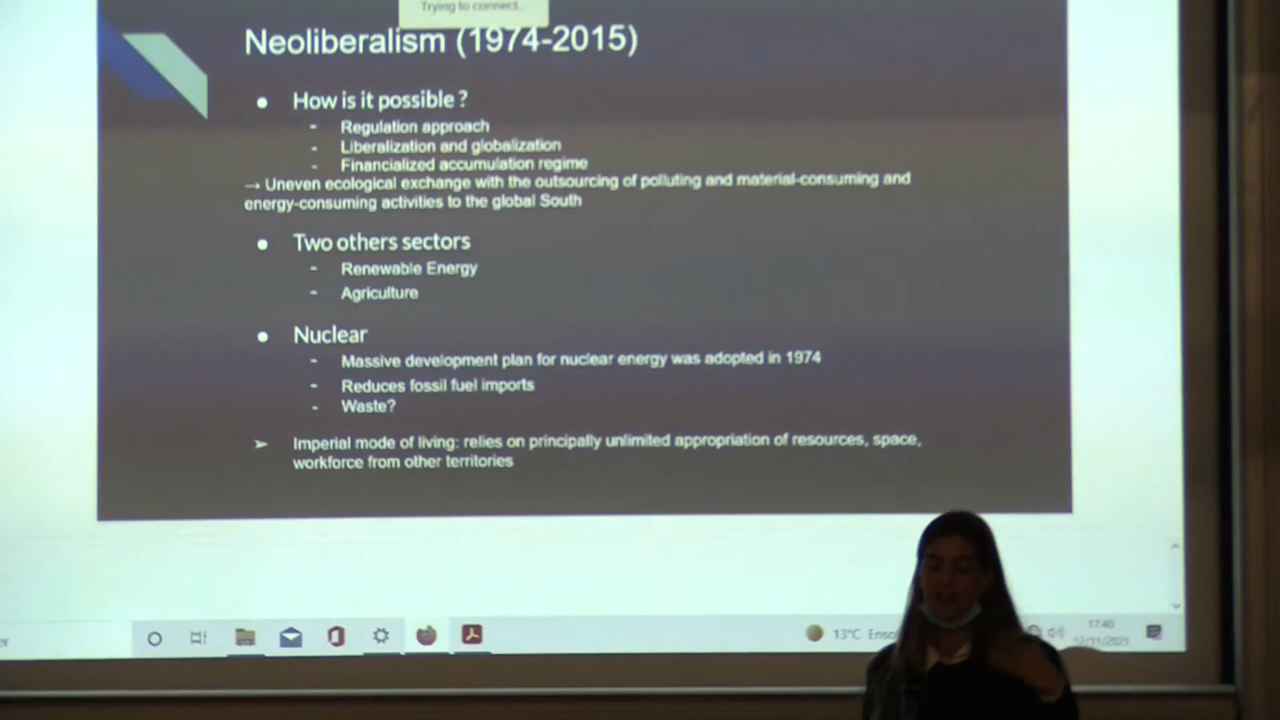 Trying to connect...
Neoliberalism (1974-2015)
● How is it possible ?
- Regulation approach
- Liberalization and globalization
- Financialized accumulation regime
→ Uneven ecological exchange with the outsourcing of polluting and material-consuming and
energy-consuming activities to the global South
● Two others sectors
- Renewable Energy
- Agriculture
● Nuclear
- Massive development plan for nuclear energy was adopted in 1974
- Reduces fossil fuel imports
- Waste?
➢ Imperial mode of living: relies on principally unlimited appropriation of resources, space,
workforce from other territories
13°C 17:40
12/11/2021